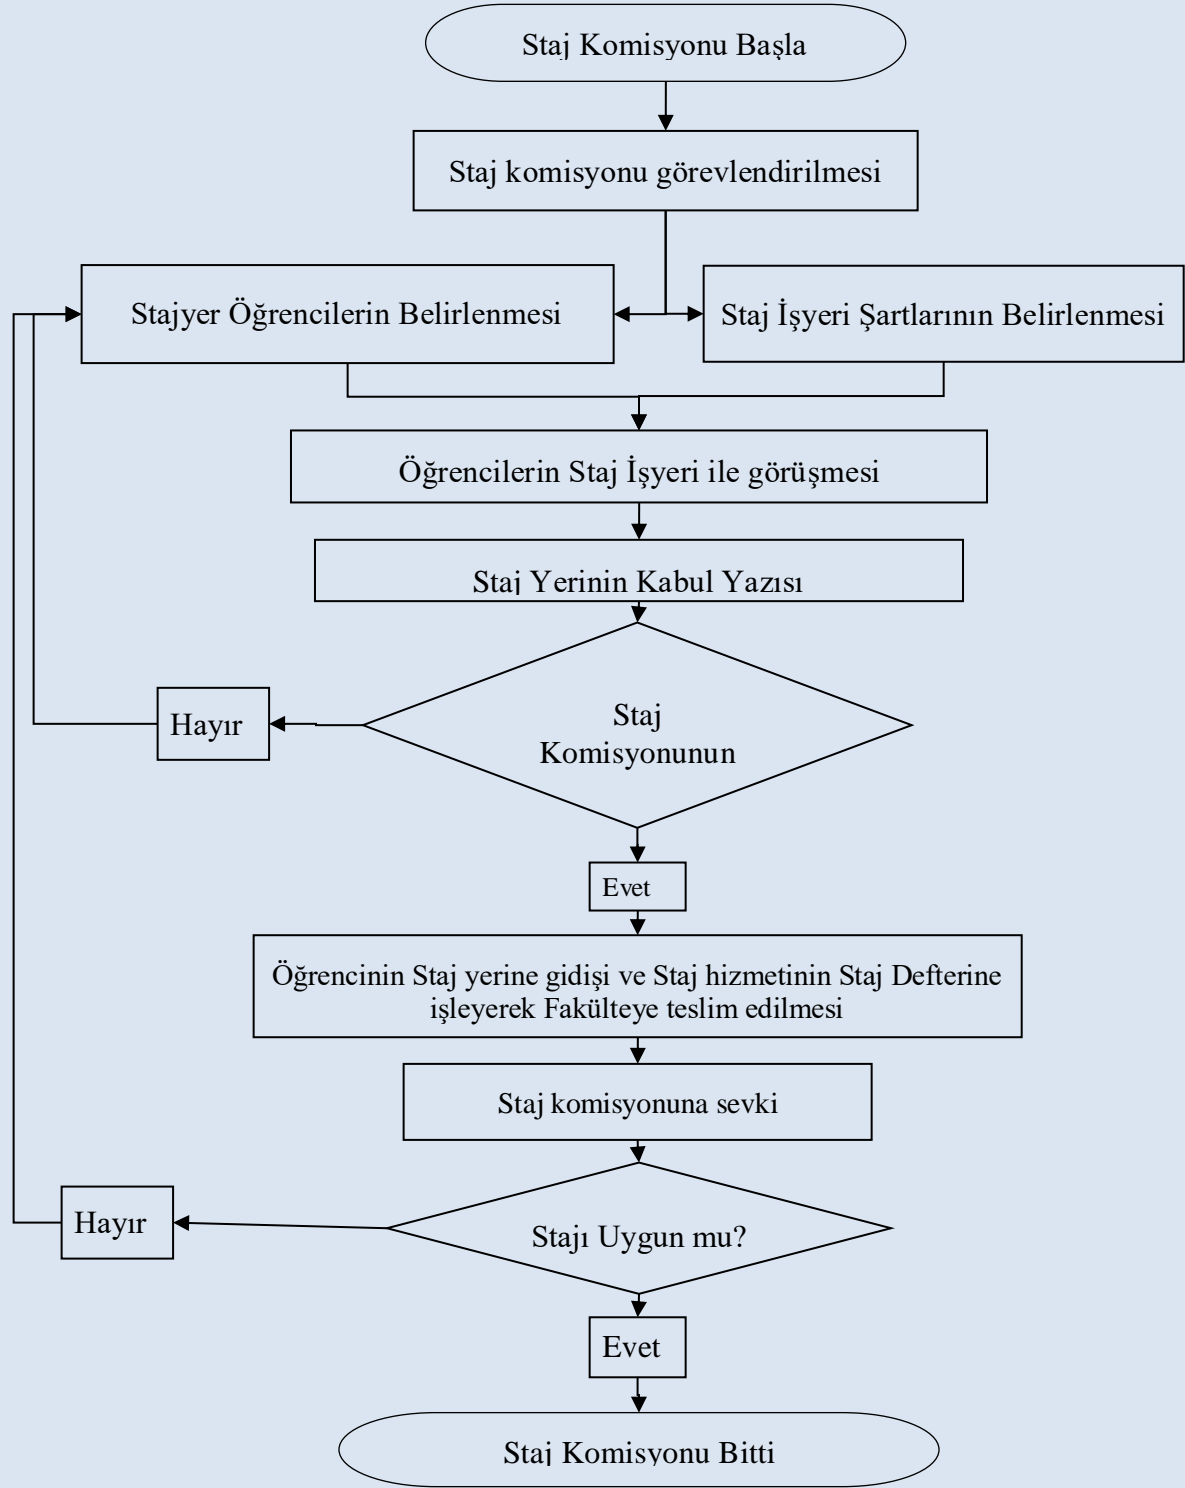 Staj Komisyonu Başla
Staj komisyonu görevlendirilmesi
Stajyer Öğrencilerin Belirlenmesi
Staj İşyeri Şartlarının Belirlenmesi
Öğrencilerin Staj İşyeri ile görüşmesi
Staj Yerinin Kabul Yazısı
Staj
Komisyonunun
Hayır
Evet
Öğrencinin Staj yerine gidişi ve Staj hizmetinin Staj Defterine
işleyerek Fakülteye teslim edilmesi
Staj komisyonuna sevki
Stajı Uygun mu?
Hayır
Evet
Staj Komisyonu Bitti